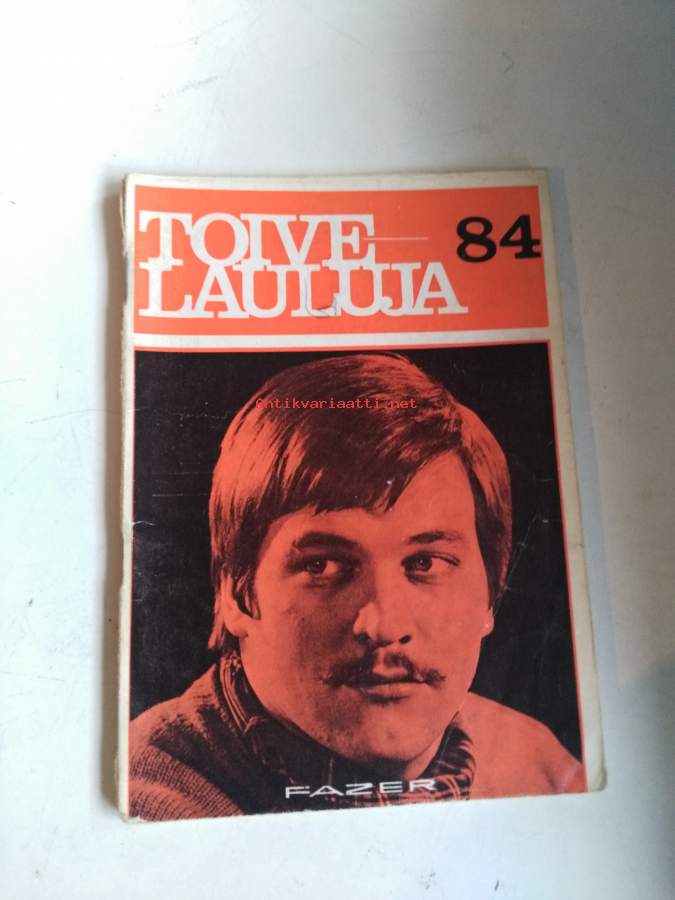 TOIVE
LAULUJA
84
Antikvariaatti.net
FAZER